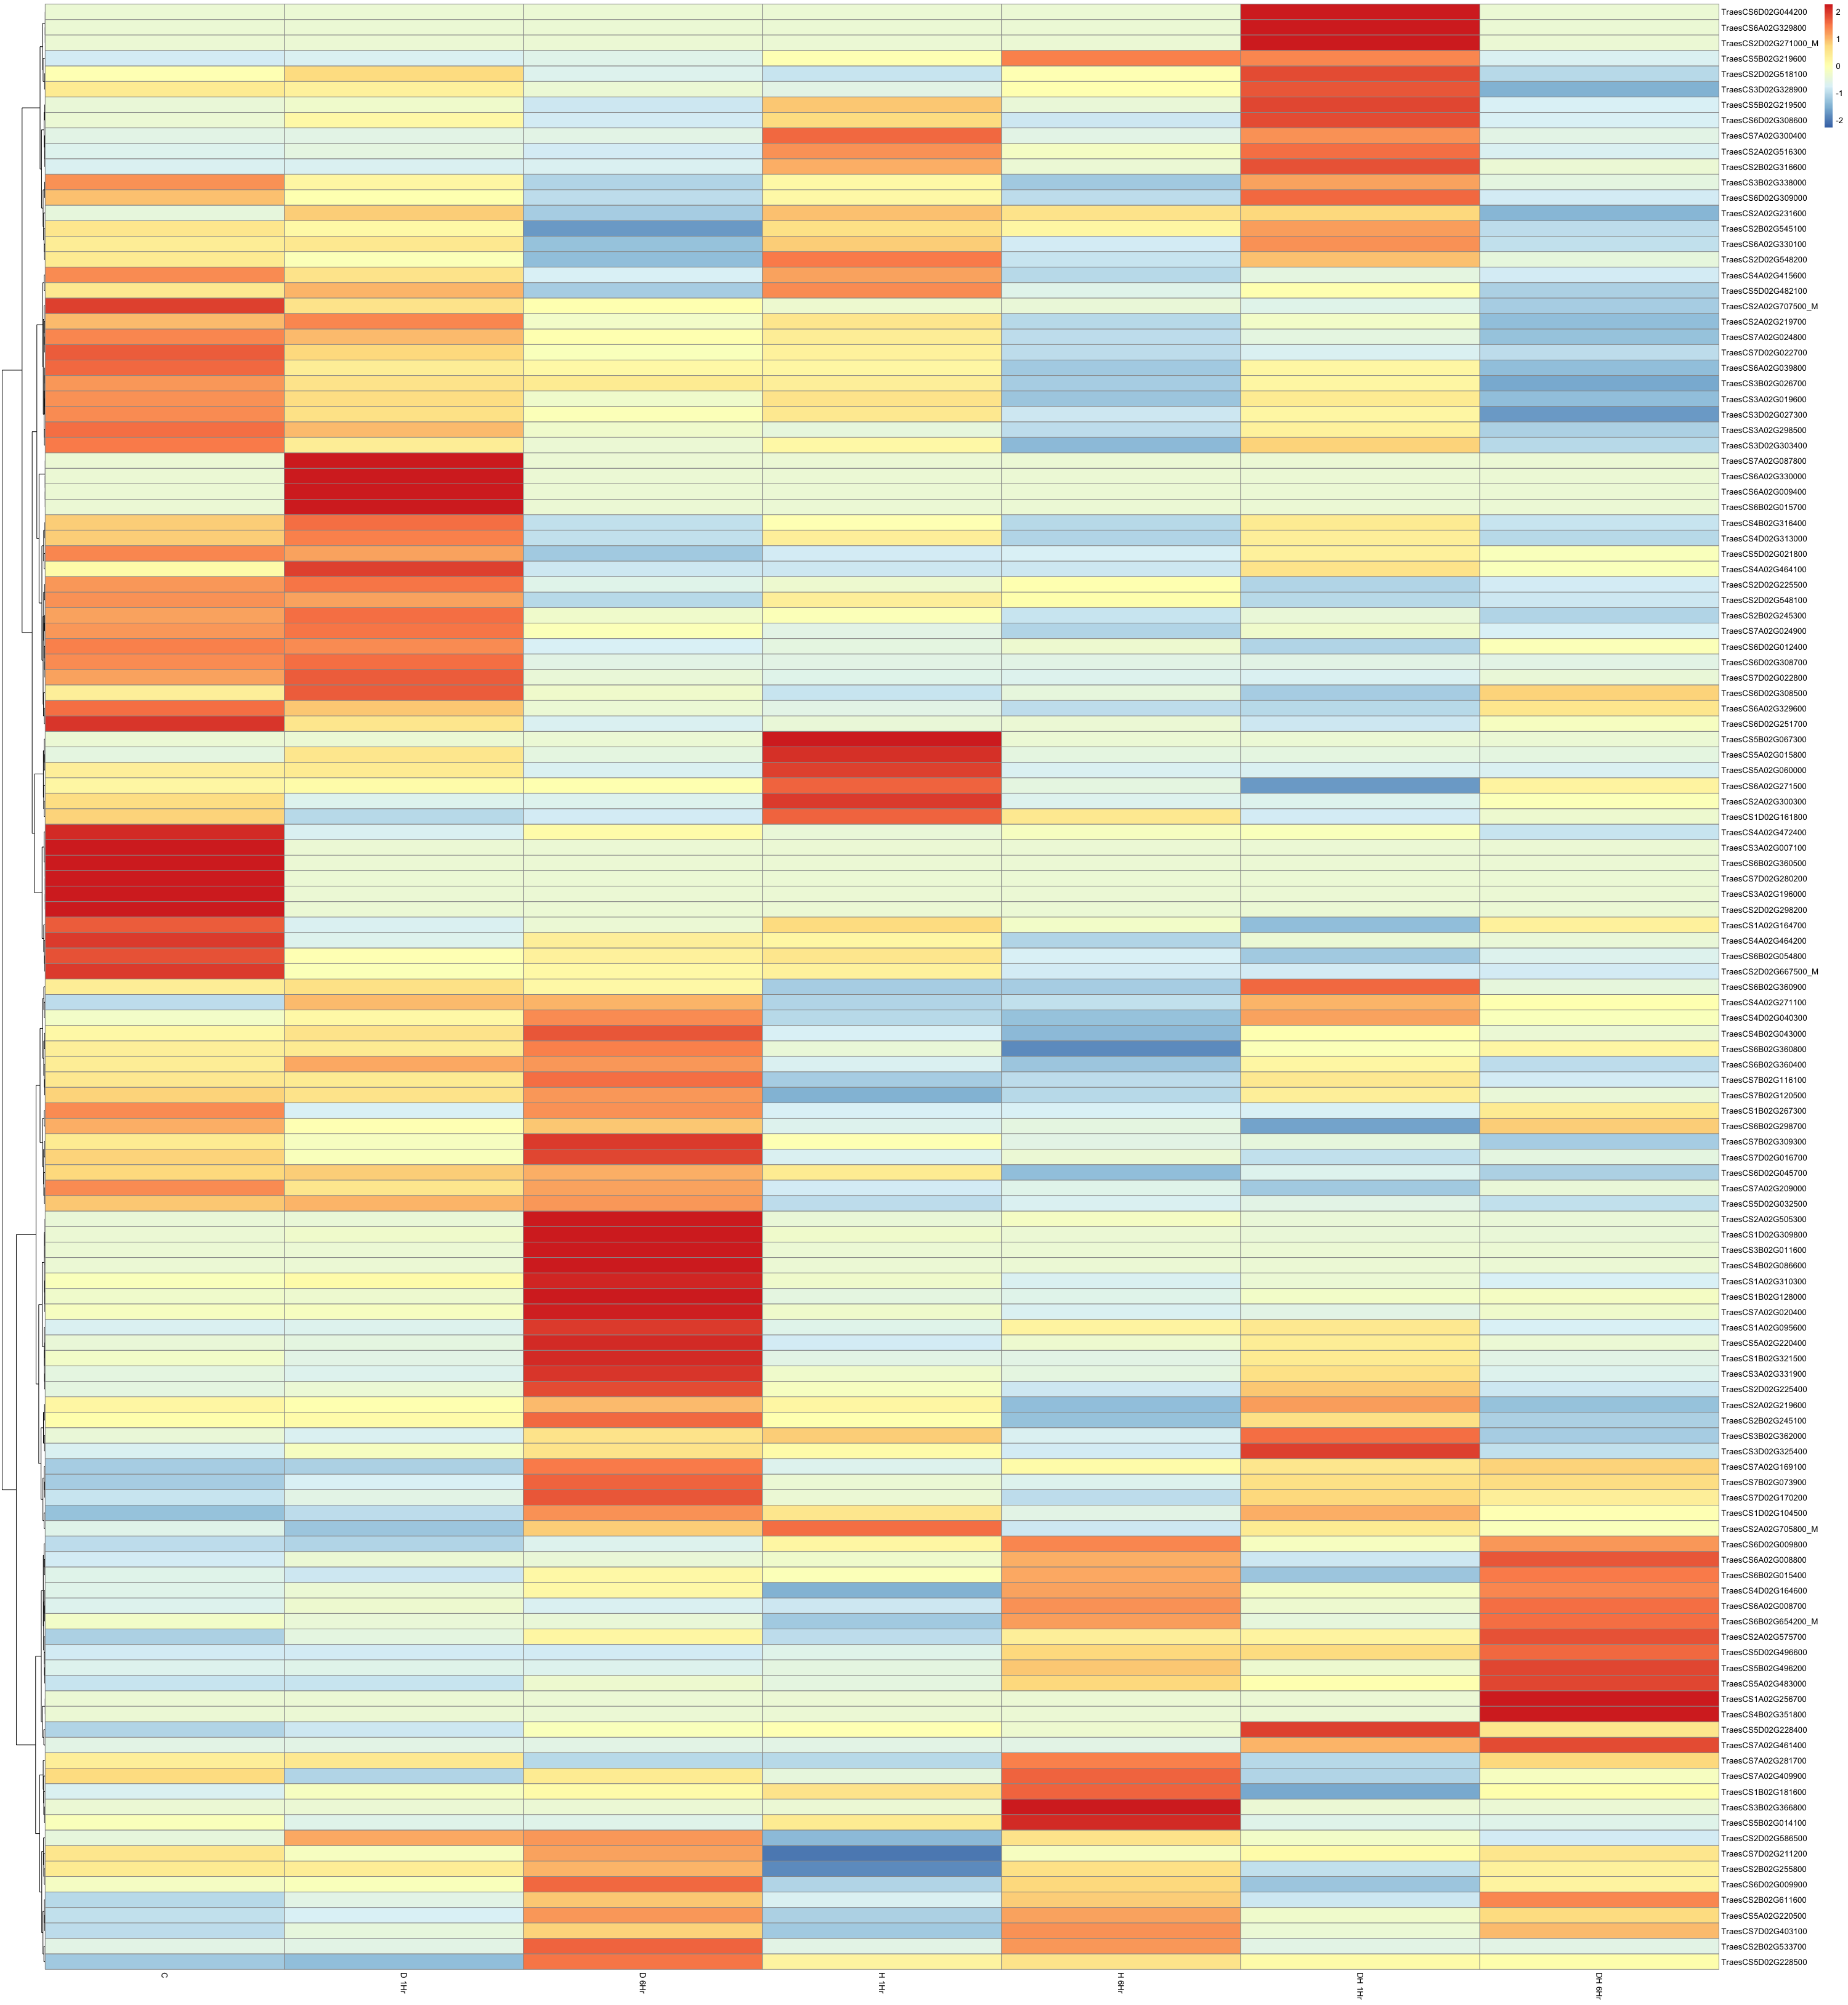 TraesCS6D02G044200
TraesCS6A02G329800
TraesCS2D02G271000_M
TraesCS5B02G219600
TraesCS2D02G518100
TraesCS3D02G328900
TraesCS5B02G219500
TraesCS6D02G308600
TraesCS7A02G300400
TraesCS2A02G516300
TraesCS2B02G316600
TraesCS3B02G338000
TraesCS6D02G309000
TraesCS2A02G231600
TraesCS2B02G545100
TraesCS6A02G330100
TraesCS2D02G548200
TraesCS4A02G415600
TraesCS5D02G482100
TraesCS2A02G707500_M
TraesCS2A02G219700
TraesCS7A02G024800
TraesCS7D02G022700
TraesCS6A02G039800
TraesCS3B02G026700
TraesCS3A02G019600
TraesCS3D02G027300
TraesCS3A02G298500
TraesCS3D02G303400
TraesCS7A02G087800
TraesCS6A02G330000
TraesCS6A02G009400
TraesCS6B02G015700
TraesCS4B02G316400
TraesCS4D02G313000
TraesCS5D02G021800
TraesCS4A02G464100
TraesCS2D02G225500
TraesCS2D02G548100
TraesCS2B02G245300
TraesCS7A02G024900
TraesCS6D02G012400
TraesCS6D02G308700
TraesCS7D02G022800
TraesCS6D02G308500
TraesCS6A02G329600
TraesCS6D02G251700
TraesCS5B02G067300
TraesCS5A02G015800
TraesCS5A02G060000
TraesCS6A02G271500
TraesCS2A02G300300
TraesCS1D02G161800
TraesCS4A02G472400
TraesCS3A02G007100
TraesCS6B02G360500
TraesCS7D02G280200
TraesCS3A02G196000
TraesCS2D02G298200
TraesCS1A02G164700
TraesCS4A02G464200
TraesCS6B02G054800
TraesCS2D02G667500_M
TraesCS6B02G360900
TraesCS4A02G271100
TraesCS4D02G040300
TraesCS4B02G043000
TraesCS6B02G360800
TraesCS6B02G360400
TraesCS7B02G116100
TraesCS7B02G120500
TraesCS1B02G267300
TraesCS6B02G298700
TraesCS7B02G309300
TraesCS7D02G016700
TraesCS6D02G045700
TraesCS7A02G209000
TraesCS5D02G032500
TraesCS2A02G505300
TraesCS1D02G309800
TraesCS3B02G011600
TraesCS4B02G086600
TraesCS1A02G310300
TraesCS1B02G128000
TraesCS7A02G020400
TraesCS1A02G095600
TraesCS5A02G220400
TraesCS1B02G321500
TraesCS3A02G331900
TraesCS2D02G225400
TraesCS2A02G219600
TraesCS2B02G245100
TraesCS3B02G362000
TraesCS3D02G325400
TraesCS7A02G169100
TraesCS7B02G073900
TraesCS7D02G170200
TraesCS1D02G104500
TraesCS2A02G705800_M
TraesCS6D02G009800
TraesCS6A02G008800
TraesCS6B02G015400
TraesCS4D02G164600
TraesCS6A02G008700
TraesCS6B02G654200_M
TraesCS2A02G575700
TraesCS5D02G496600
TraesCS5B02G496200
TraesCS5A02G483000
TraesCS1A02G256700
TraesCS4B02G351800
TraesCS5D02G228400
TraesCS7A02G461400
TraesCS7A02G281700
TraesCS7A02G409900
TraesCS1B02G181600
TraesCS3B02G366800
TraesCS5B02G014100
TraesCS2D02G586500
TraesCS7D02G211200
TraesCS2B02G255800
TraesCS6D02G009900
TraesCS2B02G611600
TraesCS5A02G220500
TraesCS7D02G403100
TraesCS2B02G533700
TraesCS5D02G228500
2
1
0
-1
-2
C
D 1Hr
D 6Hr
H 1Hr
H 6Hr
DH 1Hr
DH 6Hr